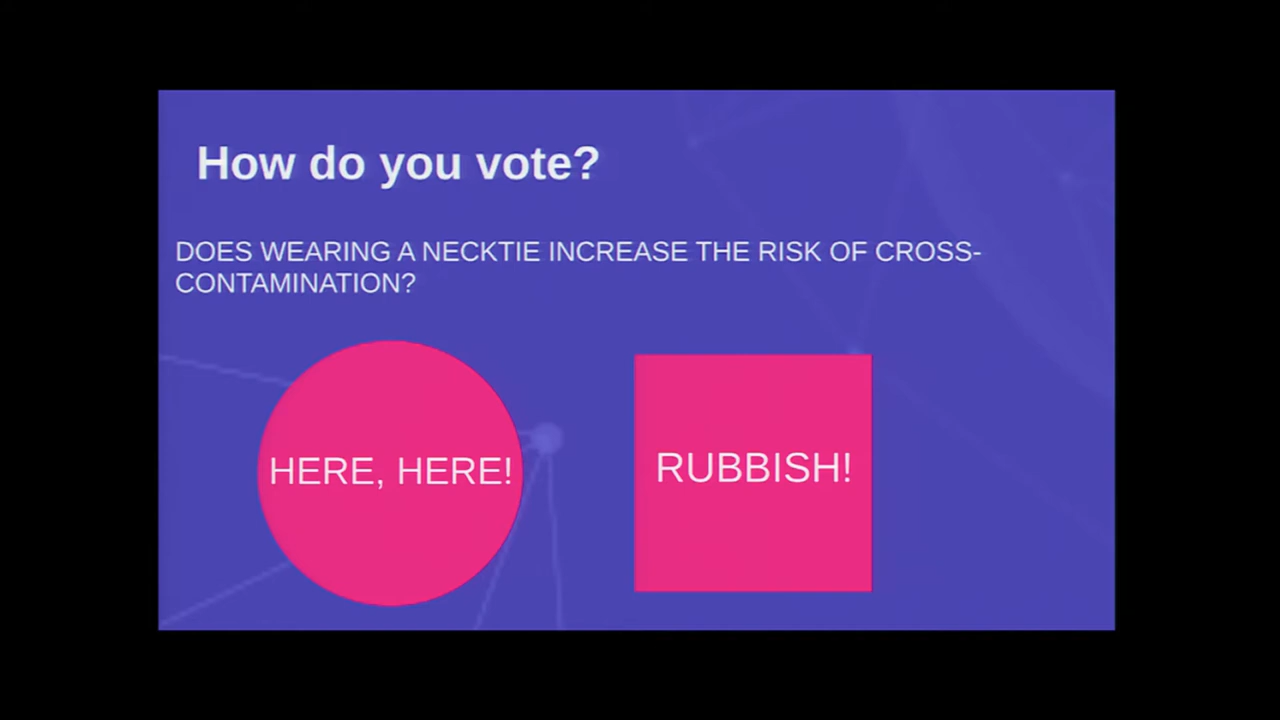 How do you vote?
DOES WEARING A NECKTIE INCREASE THE RISK OF CROSS-
CONTAMINATION?
HERE, HERE!
RUBBISH!